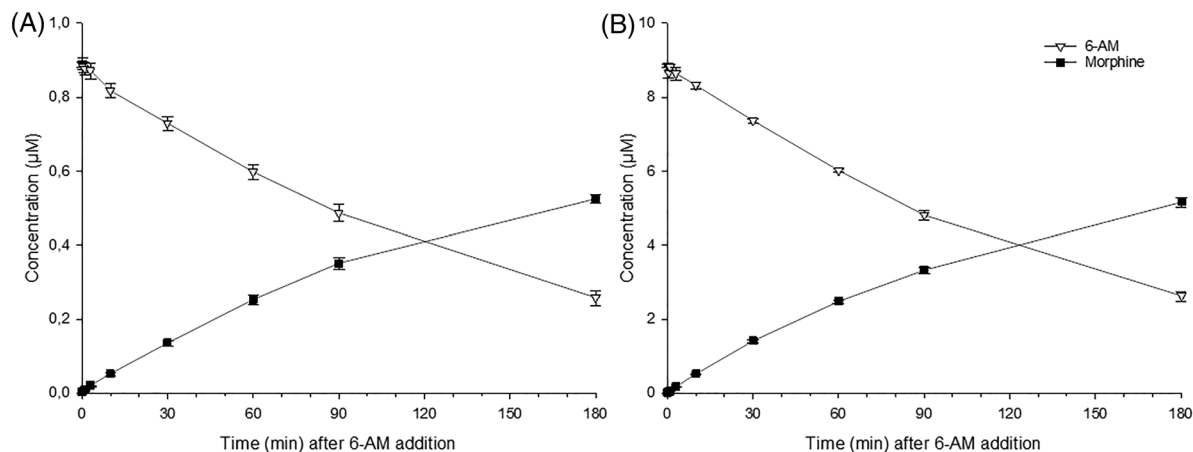 (A)
1,0
0,8
0,6
0,4
0,2
0,0
Concentration (µM)
0 30 60 90 120 150 180
Time (min) after 6-AM addition
(B)
10
8
6
4
2
0
Concentration (µM)
0 30 60 90 120 150 180
Time (min) after 6-AM addition
6-AM
Morphine